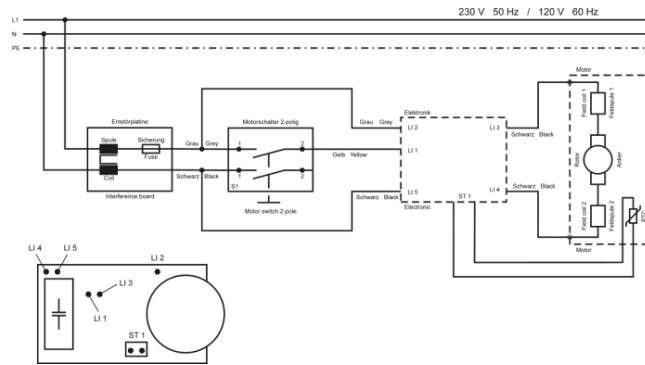 230 V 50 Hz / 120 V 60 Hz
L1
N
PE
Entstörplatine
Spule
Sicherung
Fuse
Coil
Interference board
Grau Grey
Schwarz Black
Motorschalter 2-polig
1 2
1 2
S1
Motor switch 2-pole
Grau Grey
Gelb Yellow
Schwarz Black
Elektronik
LI 2
LI 3
LI 1
LI 5
ST 1
LI 4
Electronic
Schwarz Black
Schwarz Black
Motor
Field coil 1
Feldspule 1
Rotor
Anker
Field coil 2
Feldspule 2
PTC
Motor
LI 4
LI 5
LI 2
LI 3
LI 1
ST 1